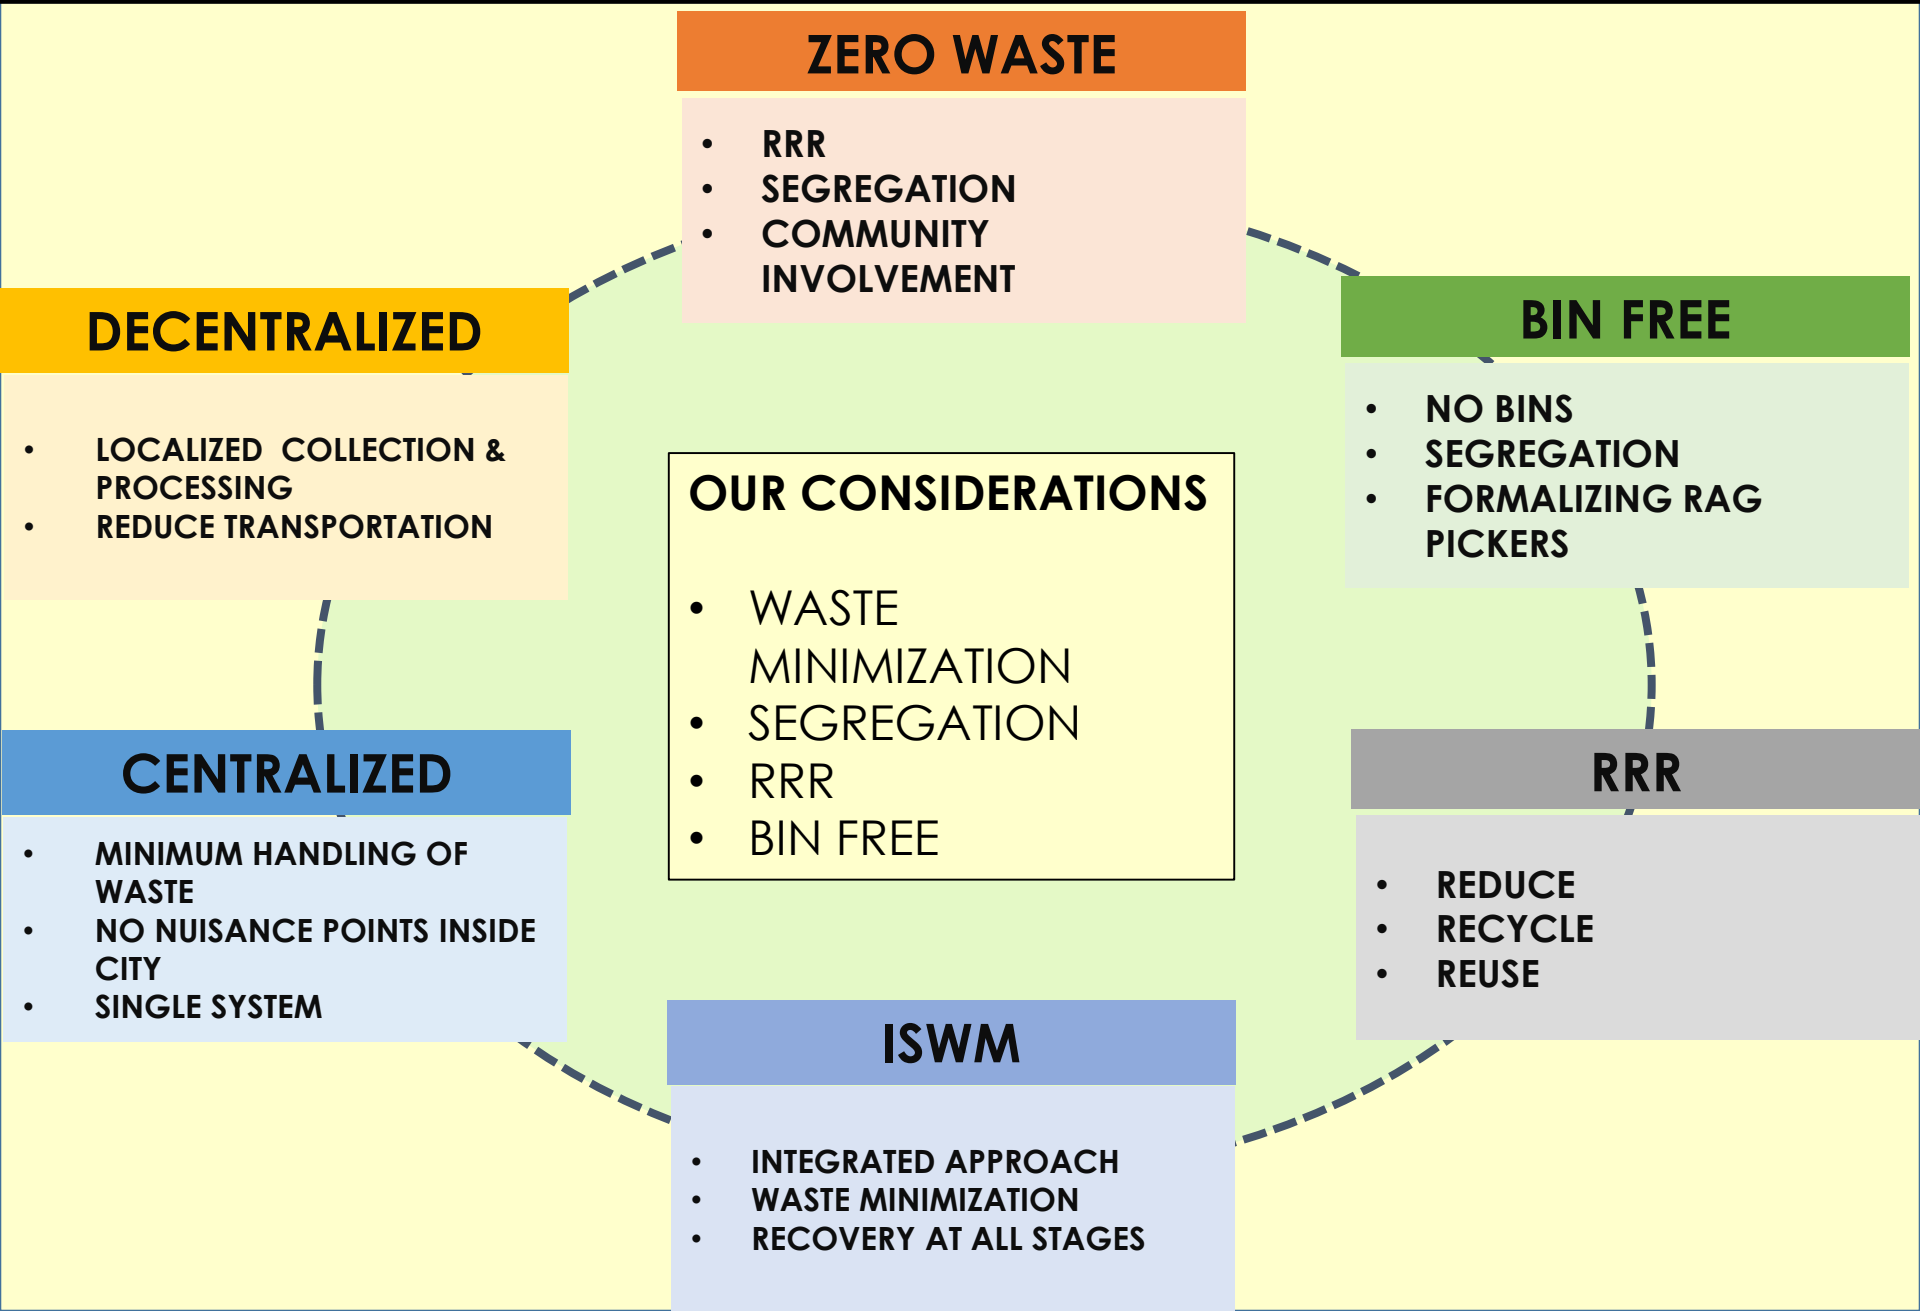 ZERO WASTE
• RRR
• SEGREGATION
• COMMUNITY
INVOLVEMENT
DECENTRALIZED
• LOCALIZED COLLECTION &
PROCESSING
• REDUCE TRANSPORTATION
BIN FREE
• NO BINS
• SEGREGATION
• FORMALIZING RAG
PICKERS
OUR CONSIDERATIONS
• WASTE
MINIMIZATION
• SEGREGATION
• RRR
• BIN FREE
CENTRALIZED
• MINIMUM HANDLING OF
WASTE
• NO NUISANCE POINTS INSIDE
CITY
• SINGLE SYSTEM
RRR
• REDUCE
• RECYCLE
• REUSE
ISWM
• INTEGRATED APPROACH
• WASTE MINIMIZATION
• RECOVERY AT ALL STAGES